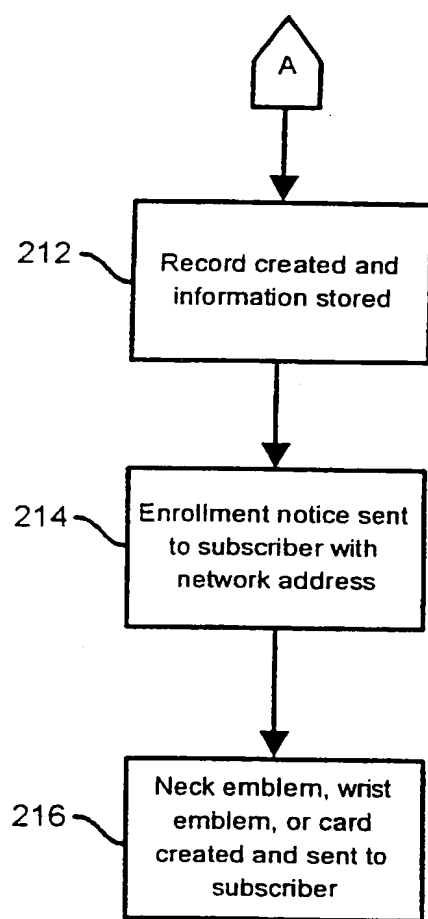 A
212
Record created and
information stored
214
Enrollment notice sent
to subscriber with
network address
216
Neck emblem, wrist
emblem, or card
created and sent to
subscriber